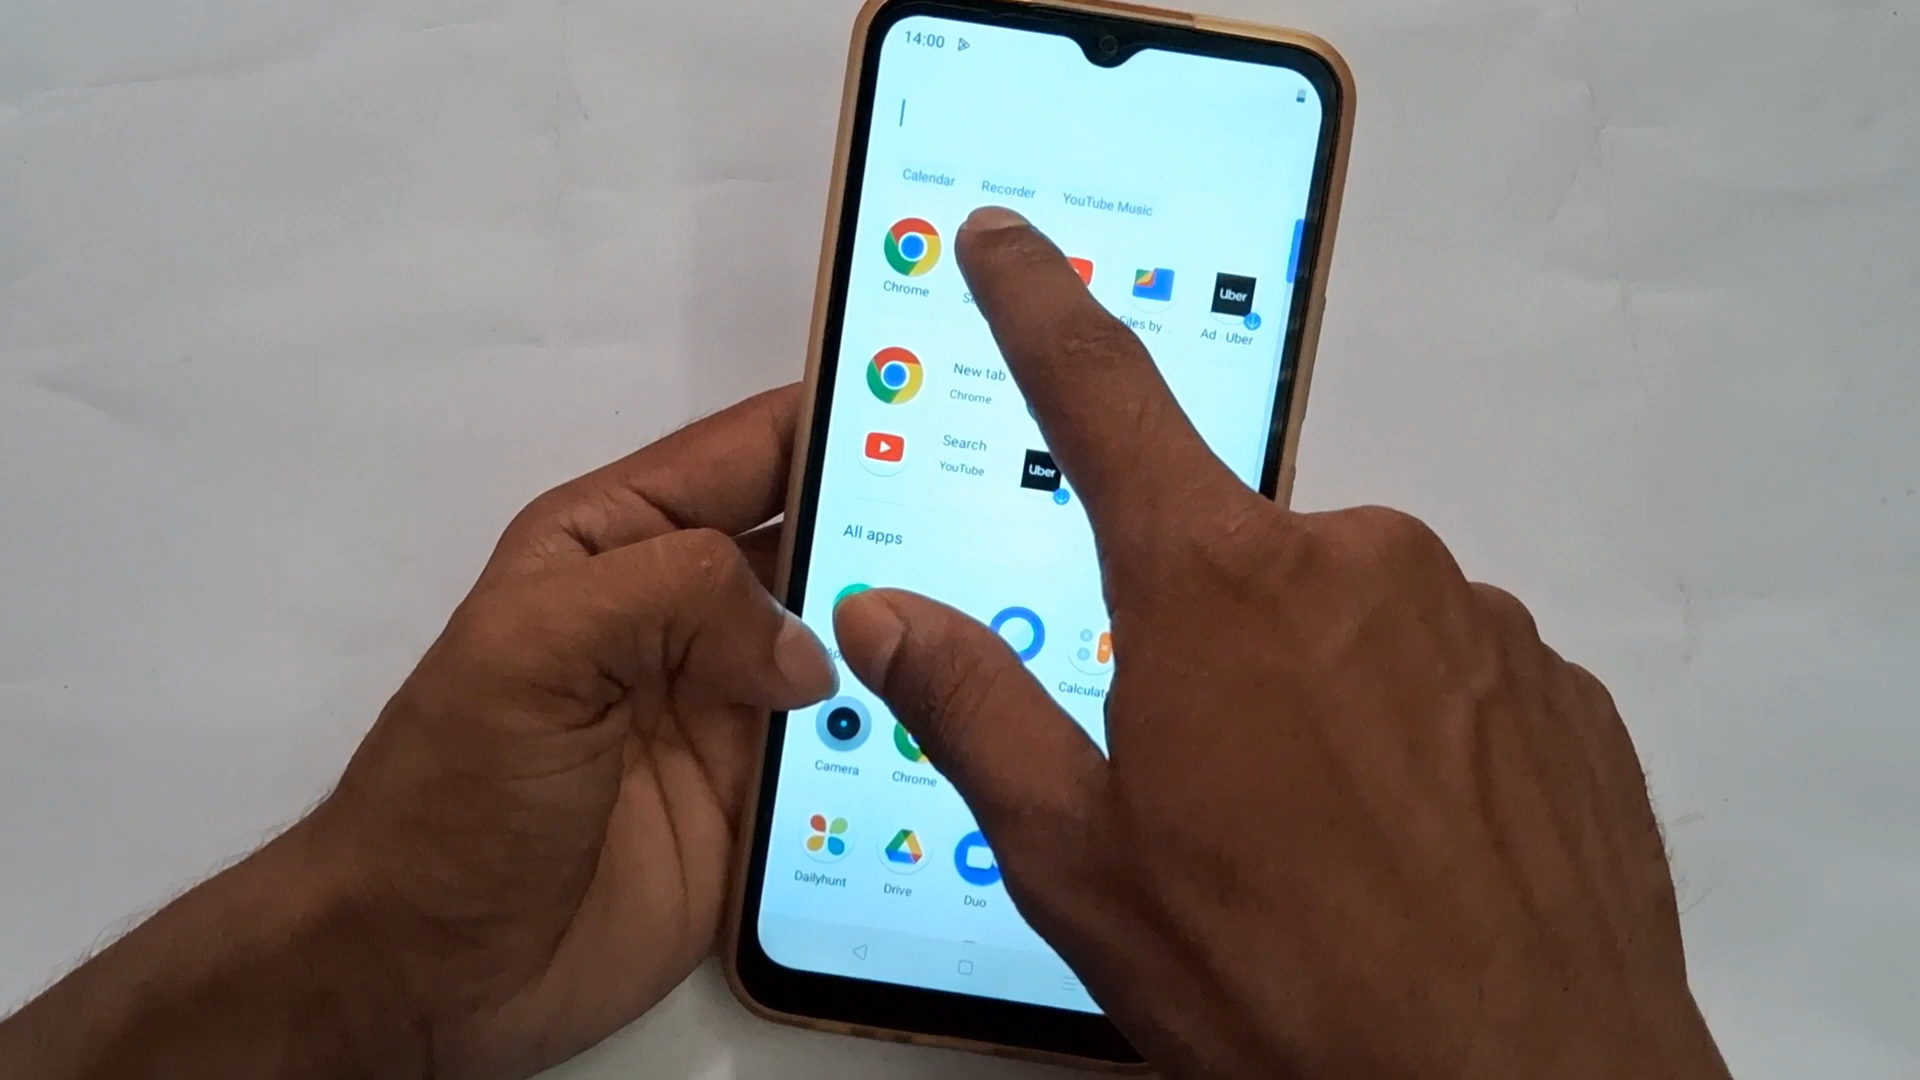 14:00
Calendar Recorder YouTube Music
Uber
Chrome
Files by
Ad Uber
New tab
Chrome
Search
YouTube
Uber
All apps
Camera
Chrome
Dailyhunt
Drive
Duo